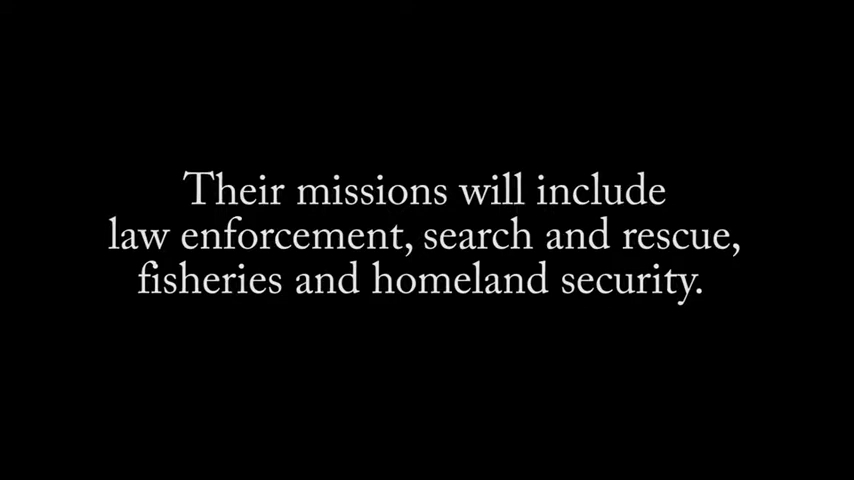 Their missions will include
law enforcement, search and rescue,
fisheries and homeland security.